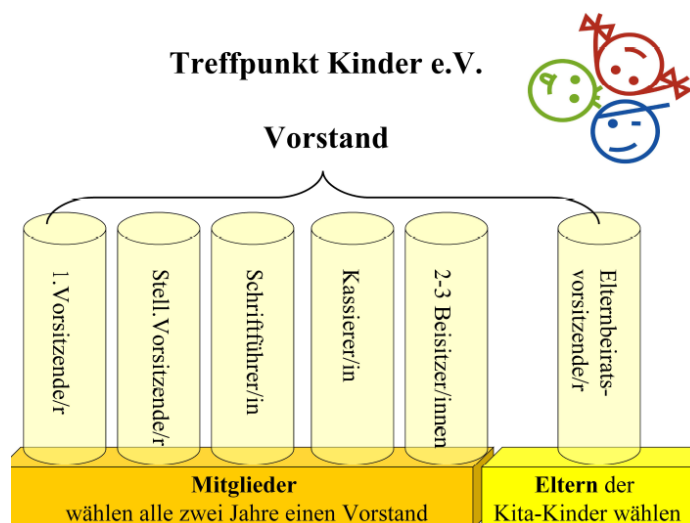 Treffpunkt Kinder e.V.
Vorstand
1.Vorsitzende/r
Stell.Vorsitzende/r
Schriftführer/in
Kassierer/in
2-3 Beisitzer/innen
Elternbeirats-
vorsitzende/r
Mitglieder
wählen alle zwei Jahre einen Vorstand
Eltern der
Kita-Kinder wählen